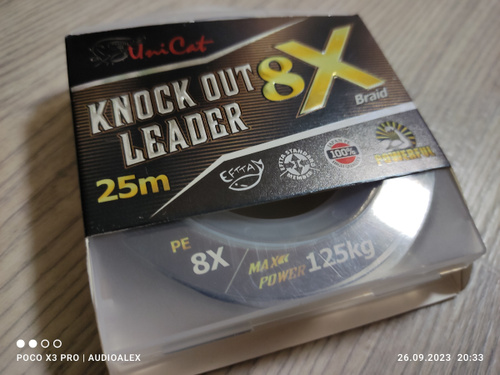 UniCat
KNOCK OUT
LEADER
8X
Braid
25m
EFTTA
100%
PE
8X
MAX
POWER
125kg
POCO X3 PRO | AUDIOALEX
26.09.2023 20:33